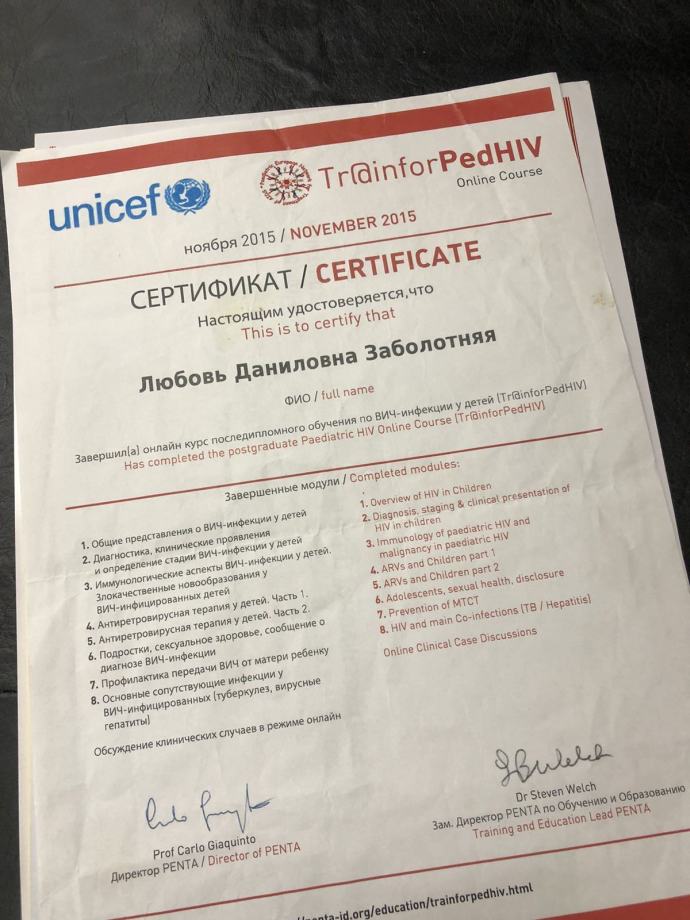 unicef
Tr@inforPedHIV
Online Course
ноября 2015 / NOVEMBER 2015
СЕРТИФИКАТ / CERTIFICATE
Настоящим удостоверяется,что
This is to certify that
Любовь Даниловна Заболотняя
ФИО / full name
Завершил(а) онлайн курс последипломного обучения по ВИЧ-инфекции у детей (Tr@inforPedHIV)
Has completed the postgraduate Paediatric HIV Online Course (Tr@inforPedHIV)
Завершенные модули / Completed modules:
1. Общие представления о ВИЧ-инфекции у детей
2. Диагностика, клинические проявления
и определение стадии ВИЧ-инфекции у детей
3. Иммунологические аспекты ВИЧ-инфекции у детей.
Злокачественные новообразования у
ВИЧ-инфицированных детей
4. Антиретровирусная терапия у детей. Часть 1.
5. Антиретровирусная терапия у детей. Часть 2.
6. Подростки, сексуальное здоровье, сообщение о
диагнозе ВИЧ-инфекции
7. Профилактика передачи ВИЧ от матери ребенку
8. Основные сопутствующие инфекции у
ВИЧ-инфицированных (туберкулез, вирусные
гепатиты)
Обсуждение клинических случаев в режиме онлайн
1. Overview of HIV in Children
2. Diagnosis, staging & clinical presentation of
HIV in children
3. Immunology of paediatric HIV and
malignancy in paediatric HIV
4. ARVs and Children part 1
5. ARVs and Children part 2
6. Adolescents, sexual health, disclosure
7. Prevention of MTCT
8. HIV and main Co-infections (TB / Hepatitis)
Online Clinical Case Discussions
Prof Carlo Giaquinto
Директор PENTA / Director of PENTA
Dr Steven Welch
Зам. Директор PENTA по Обучению и Образованию
Training and Education Lead PENTA
penta-id.org/education/trainforpedhiv.html